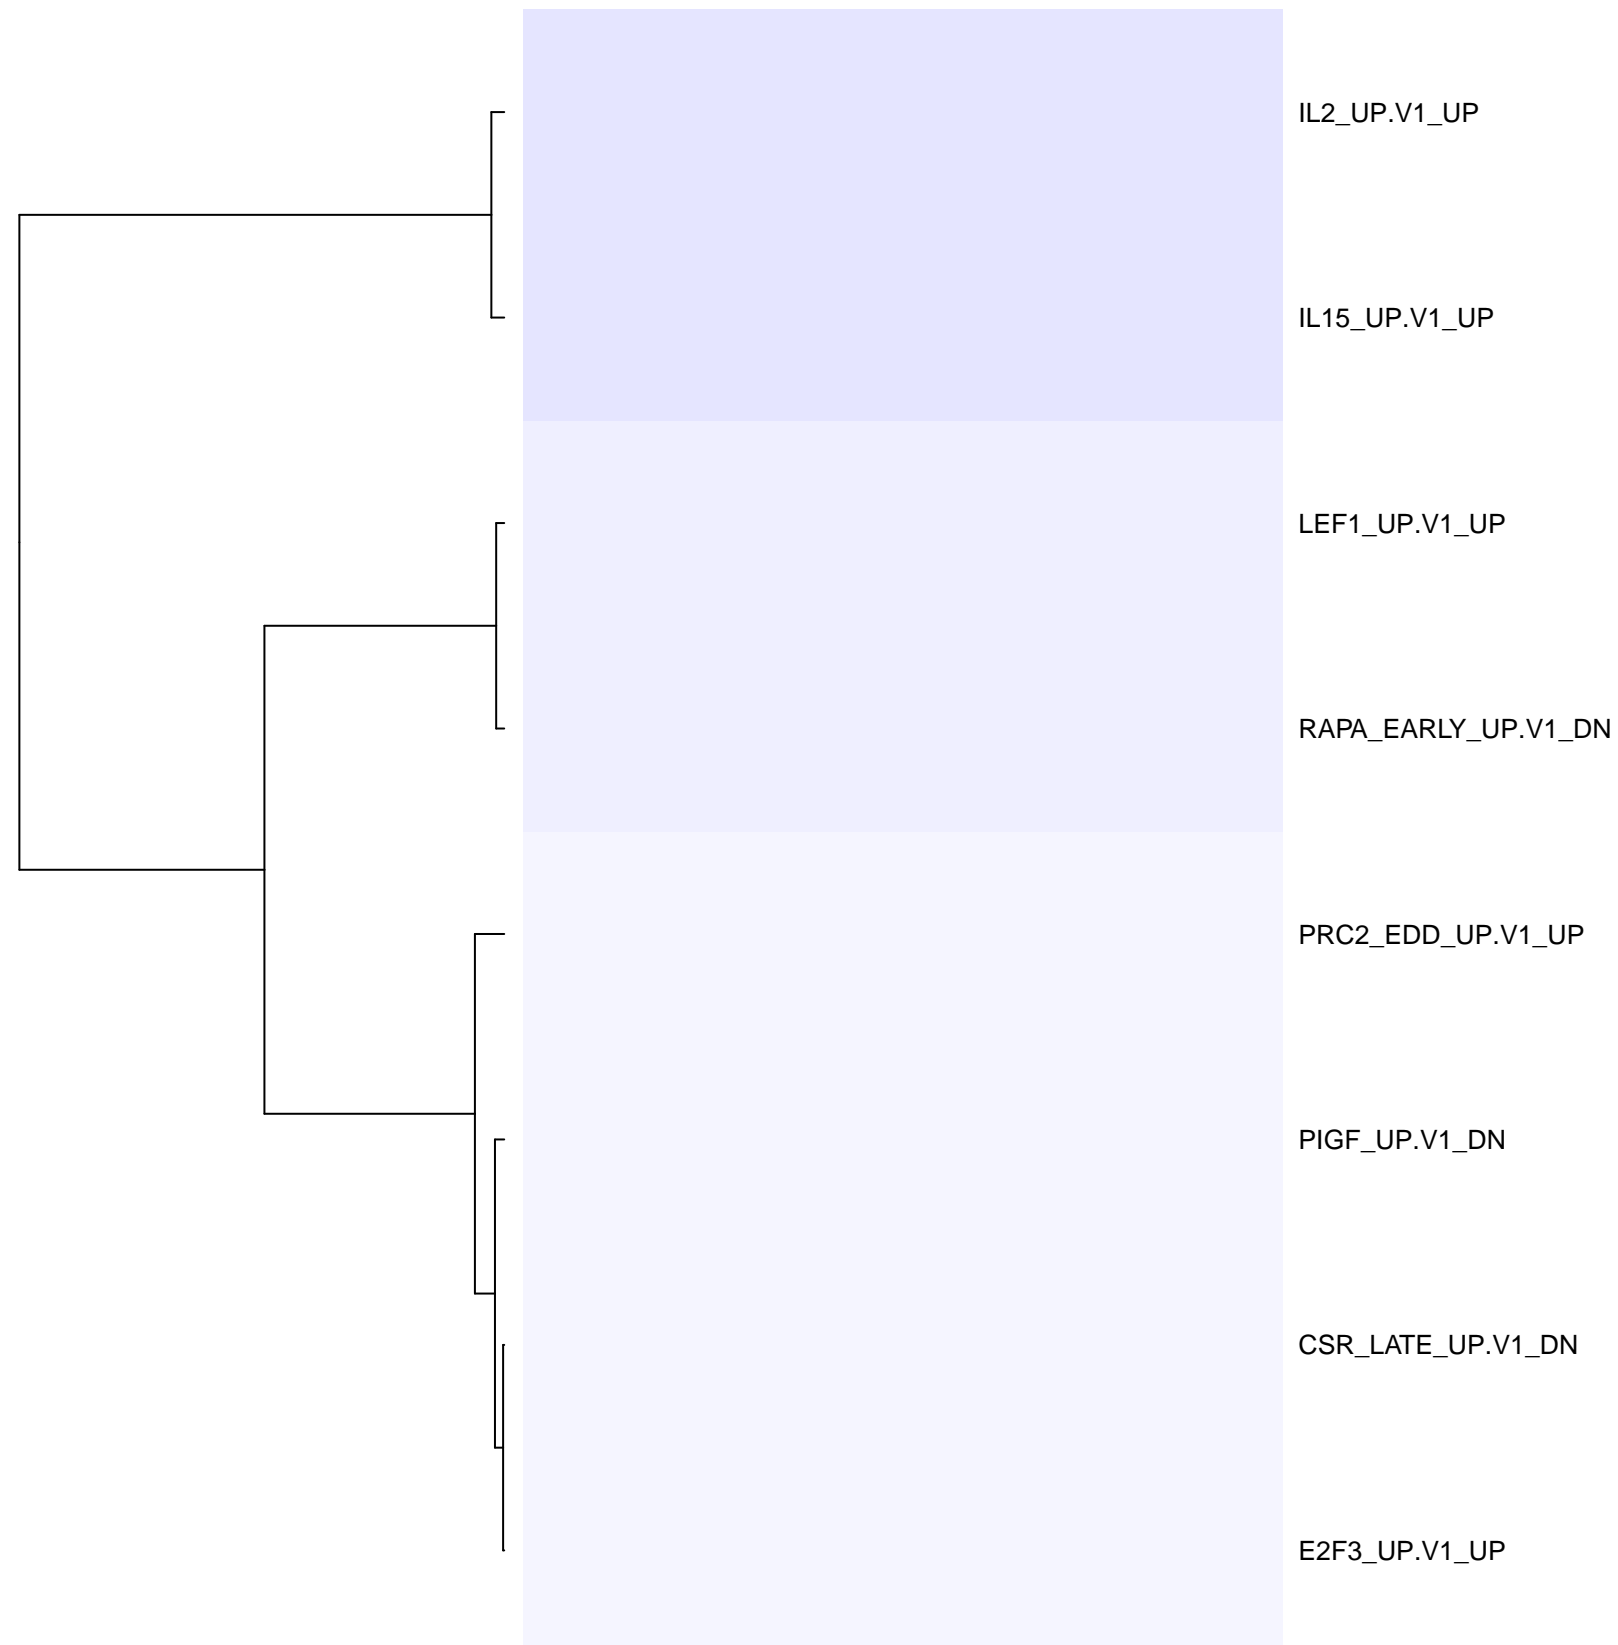 IL2_UP.V1_UP
IL15_UP.V1_UP
LEF1_UP.V1_UP
RAPA_EARLY_UP.V1_DN
PRC2_EDD_UP.V1_UP
PIGF_UP.V1_DN
CSR_LATE_UP.V1_DN
E2F3_UP.V1_UP